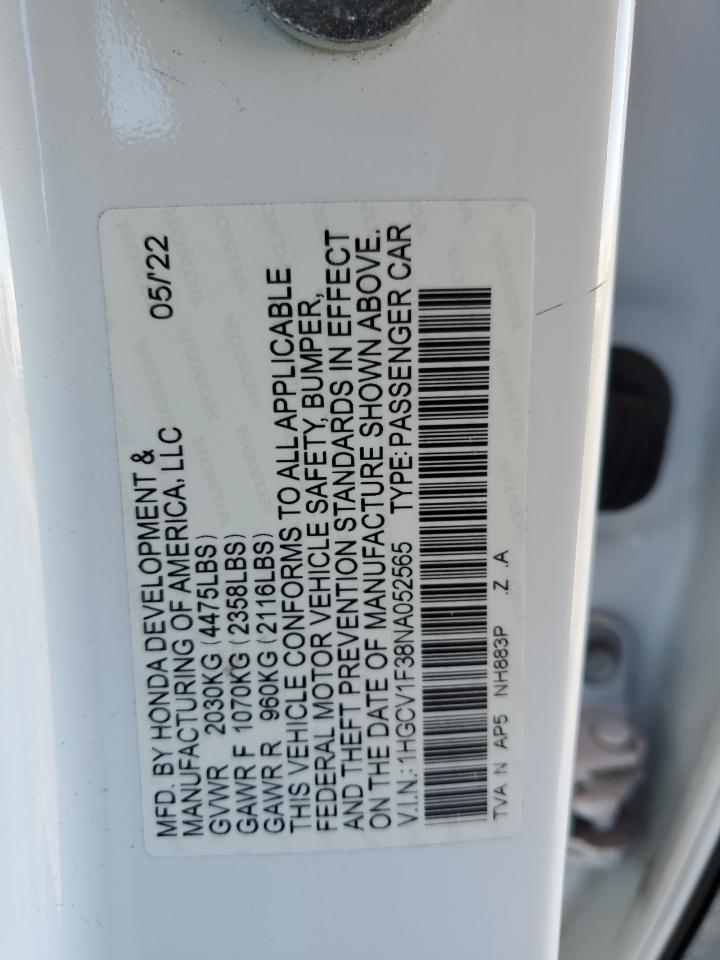 MFD. BY HONDA DEVELOPMENT & 05/'22
MANUFACTURING OF AMERICA, LLC
GVWR 2030KG (4475LBS)
GAWR F 1070KG (2358LBS)
GAWR R 960KG (2116LBS)
THIS VEHICLE CONFORMS TO ALL APPLICABLE
FEDERAL MOTOR VEHICLE SAFETY, BUMPER,
AND THEFT PREVENTION STANDARDS IN EFFECT
ON THE DATE OF MANUFACTURE SHOWN ABOVE.
V.I.N.: 1HGCV1F38NA052565 TYPE: PASSENGER CAR
TVA N AP5 NH883P .Z .A